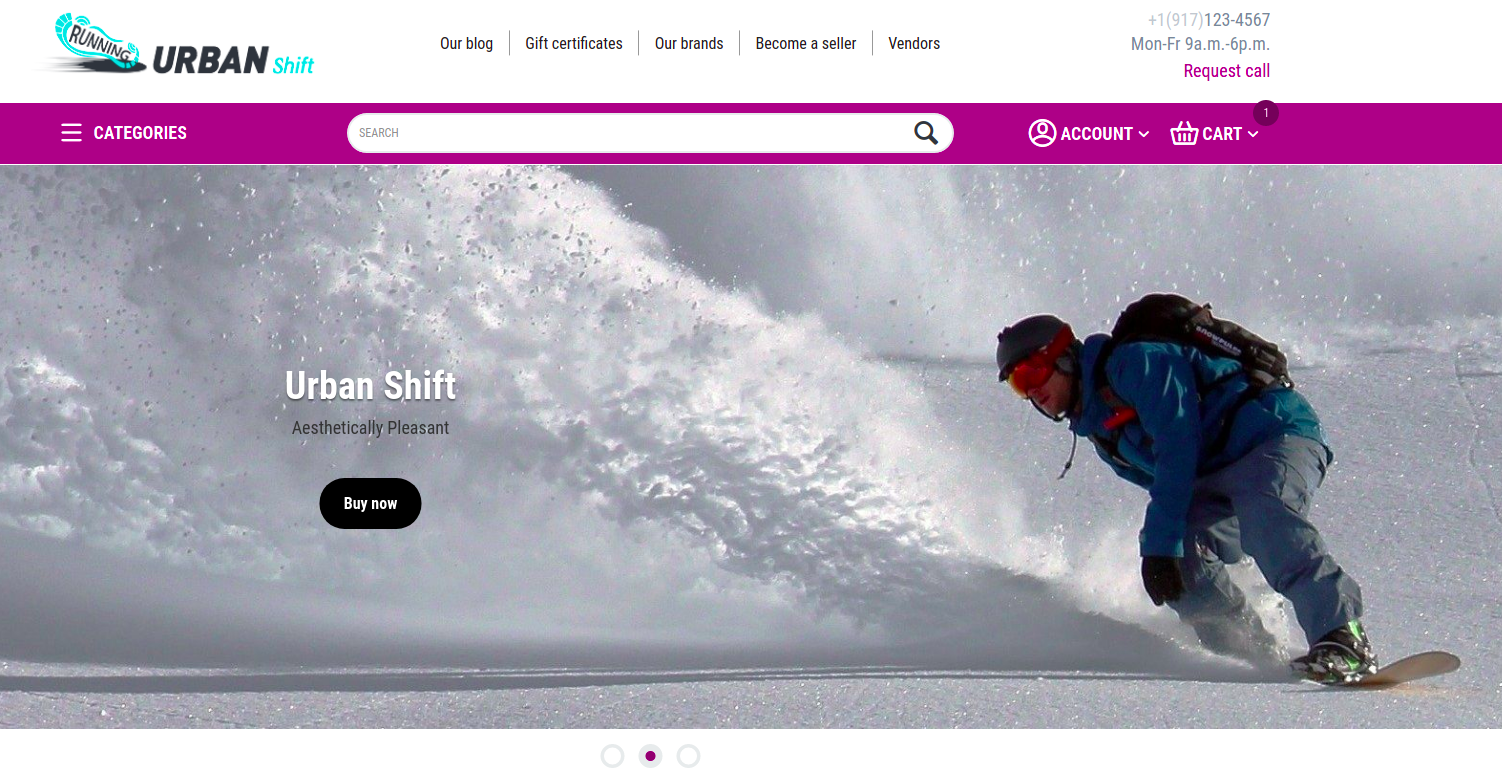 RUNNING
URBAN Shift
Our blog
Gift certificates
Our brands
Become a seller
Vendors
+1(917)123-4567
Mon-Fr 9a.m.-6p.m.
Request call
CATEGORIES
SEARCH
ACCOUNT
CART
1
SNOWPULSE
Urban Shift
Aesthetically Pleasant
Buy now